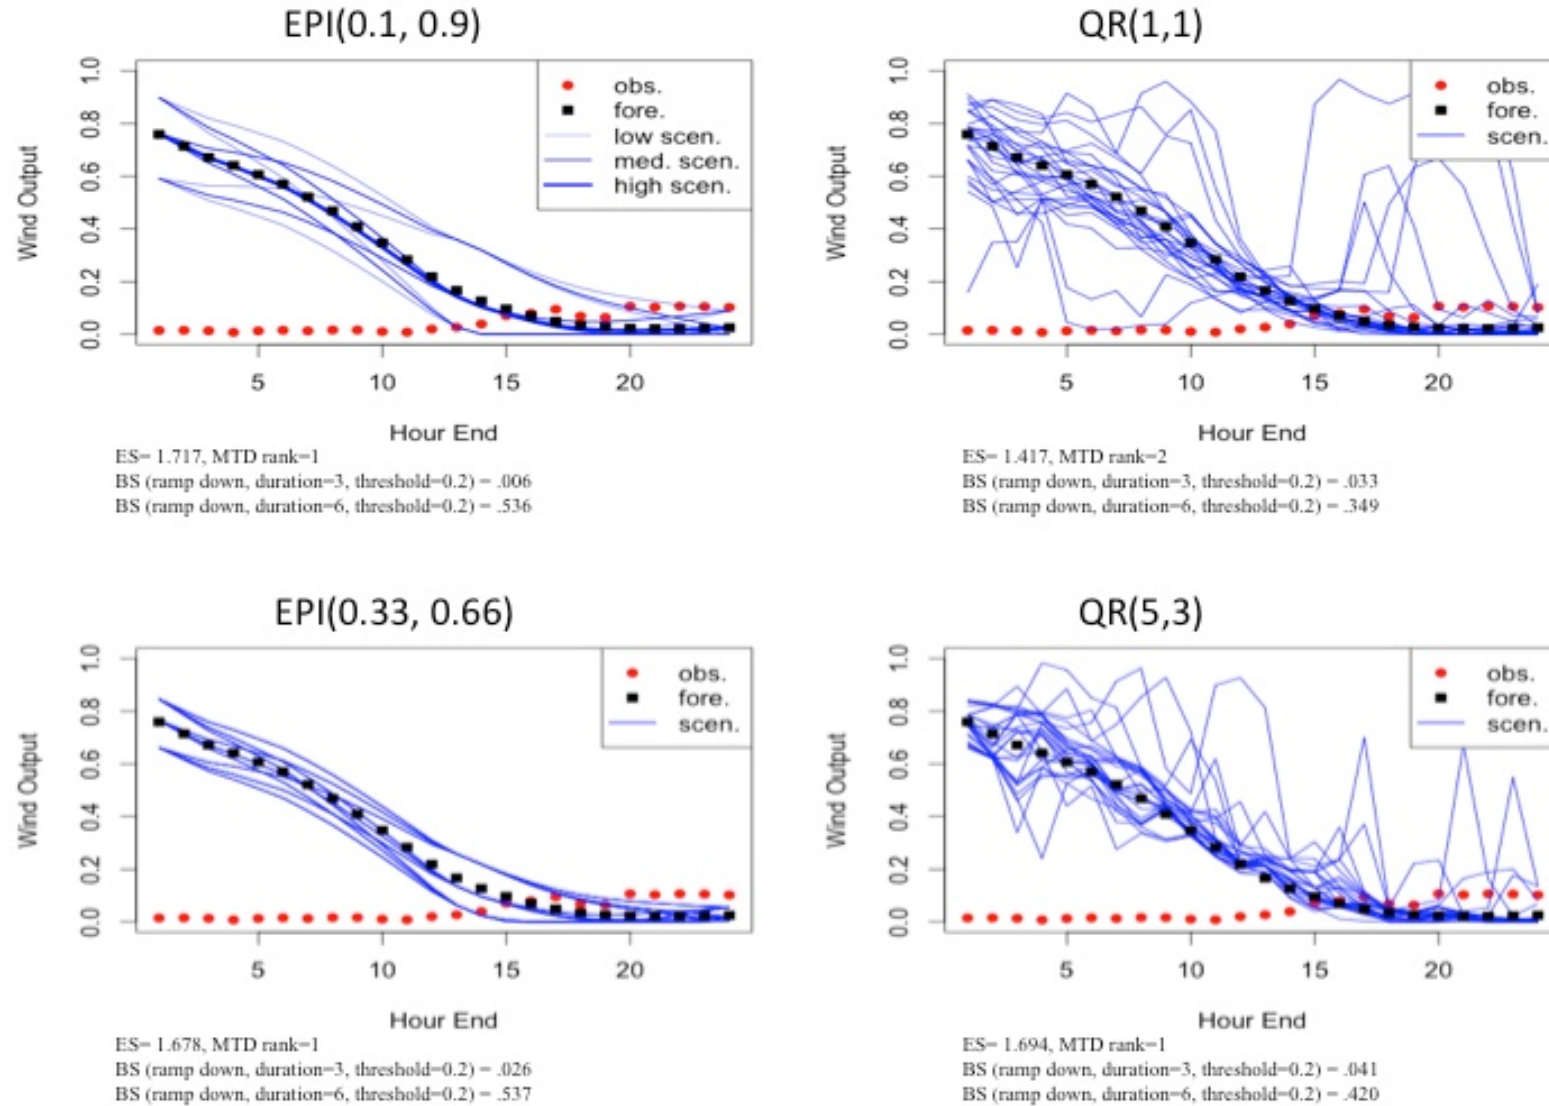 EPI(0.1, 0.9)
1.0
0.8
0.6
0.4
0.2
0.0
Wind Output
obs.
fore.
low scen.
med. scen.
high scen.
5 10 15 20
Hour End
ES= 1.717, MTD rank=1
BS (ramp down, duration=3, threshold=0.2) = .006
BS (ramp down, duration=6, threshold=0.2) = .536
QR(1,1)
1.0
0.8
0.6
0.4
0.2
0.0
Wind Output
obs.
fore.
scen.
5 10 15 20
Hour End
ES= 1.417, MTD rank=2
BS (ramp down, duration=3, threshold=0.2) = .033
BS (ramp down, duration=6, threshold=0.2) = .349
EPI(0.33, 0.66)
1.0
0.8
0.6
0.4
0.2
0.0
Wind Output
obs.
fore.
scen.
5 10 15 20
Hour End
ES= 1.678, MTD rank=1
BS (ramp down, duration=3, threshold=0.2) = .026
BS (ramp down, duration=6, threshold=0.2) = .537
QR(5,3)
1.0
0.8
0.6
0.4
0.2
0.0
Wind Output
obs.
fore.
scen.
5 10 15 20
Hour End
ES= 1.694, MTD rank=1
BS (ramp down, duration=3, threshold=0.2) = .041
BS (ramp down, duration=6, threshold=0.2) = .420